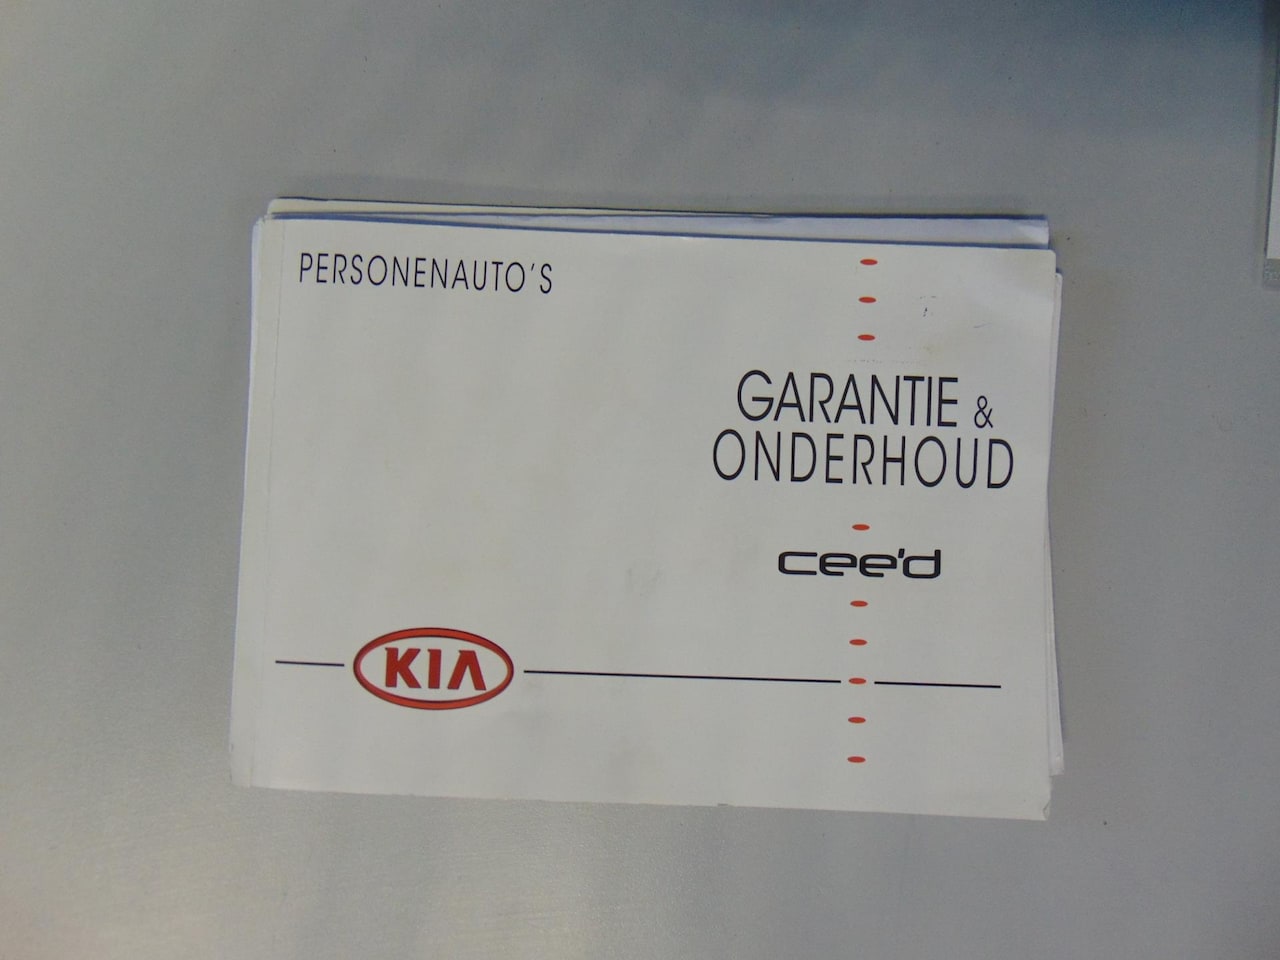 PERSONENAUTO'S
GARANTIE &
ONDERHOUD
cee'd
KIA